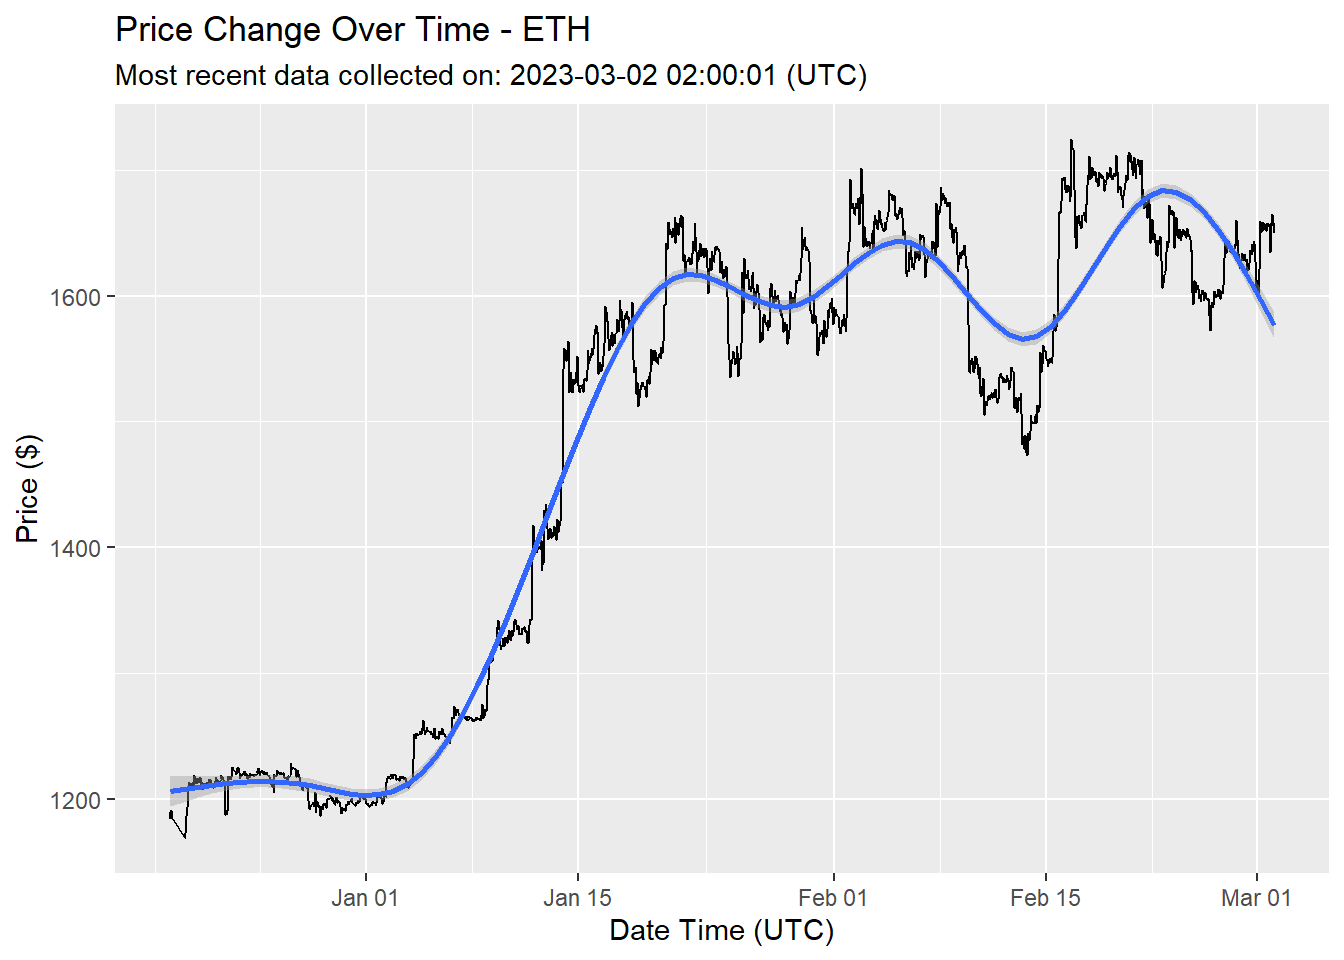 Price Change Over Time - ETH
Most recent data collected on: 2023-03-02 02:00:01 (UTC)
Price ($)
1600
1400
1200
Jan 01
Jan 15
Feb 01
Feb 15
Mar 01
Date Time (UTC)